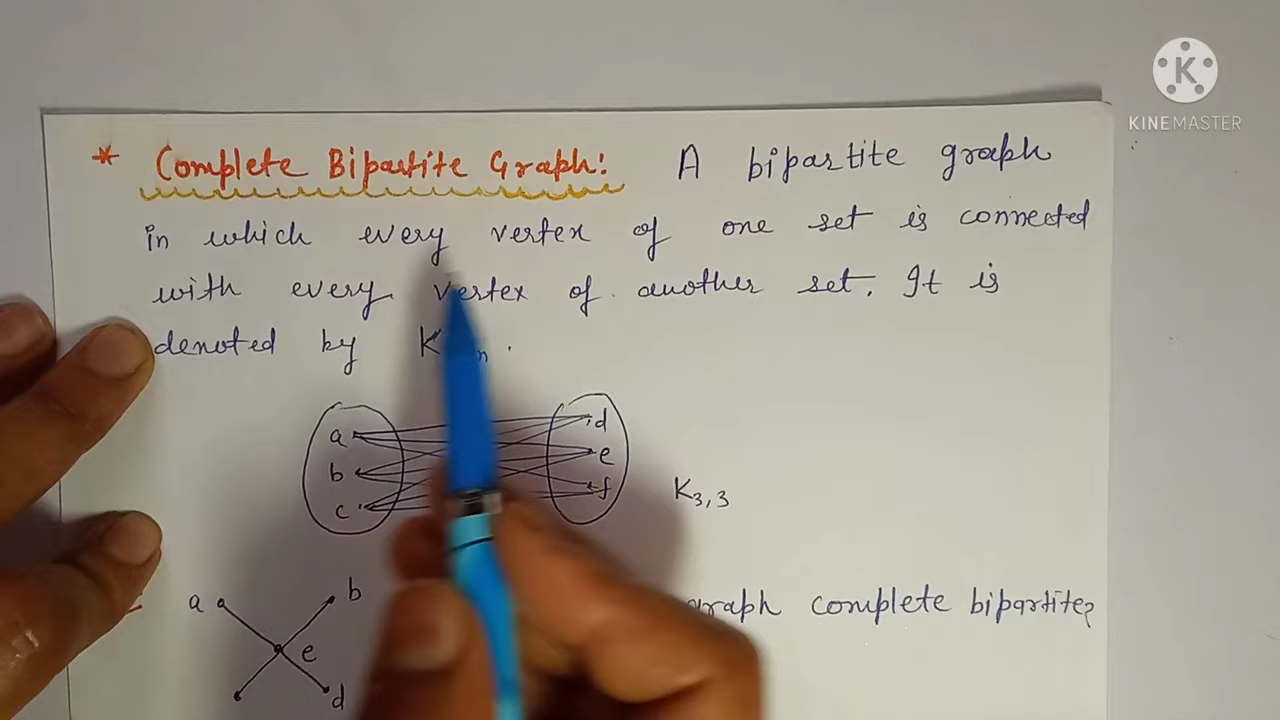 K
KINEMASTER
* Complete Bipartite Graph: A bipartite graph
in which every vertex of one set is connected
with every vertex of another set. It is
denoted by K n.
a d
b e
c f
K3,3
a b
graph complete bipartite?
e
d